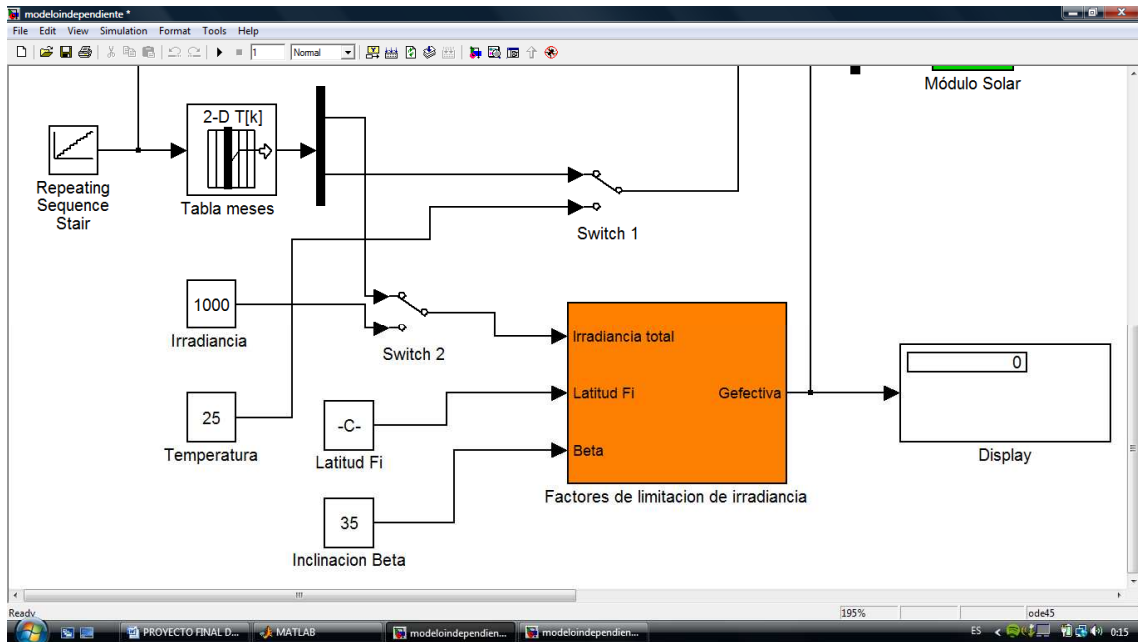 modeloindependiente *
File Edit View Simulation Format Tools Help
1 Normal
Módulo Solar
2-D T[k]
Repeating
Sequence
Stair
Tabla meses
Switch 1
1000
Irradiancia
Switch 2
Irradiancia total
Latitud Fi
Gefectiva
Beta
0
Display
25
Temperatura
-C-
Latitud Fi
Factores de limitacion de irradiancia
35
Inclinacion Beta
Ready 195% ode45
PROYECTO FINAL D... MATLAB modeloindependien... modeloindependien... ES 0:15